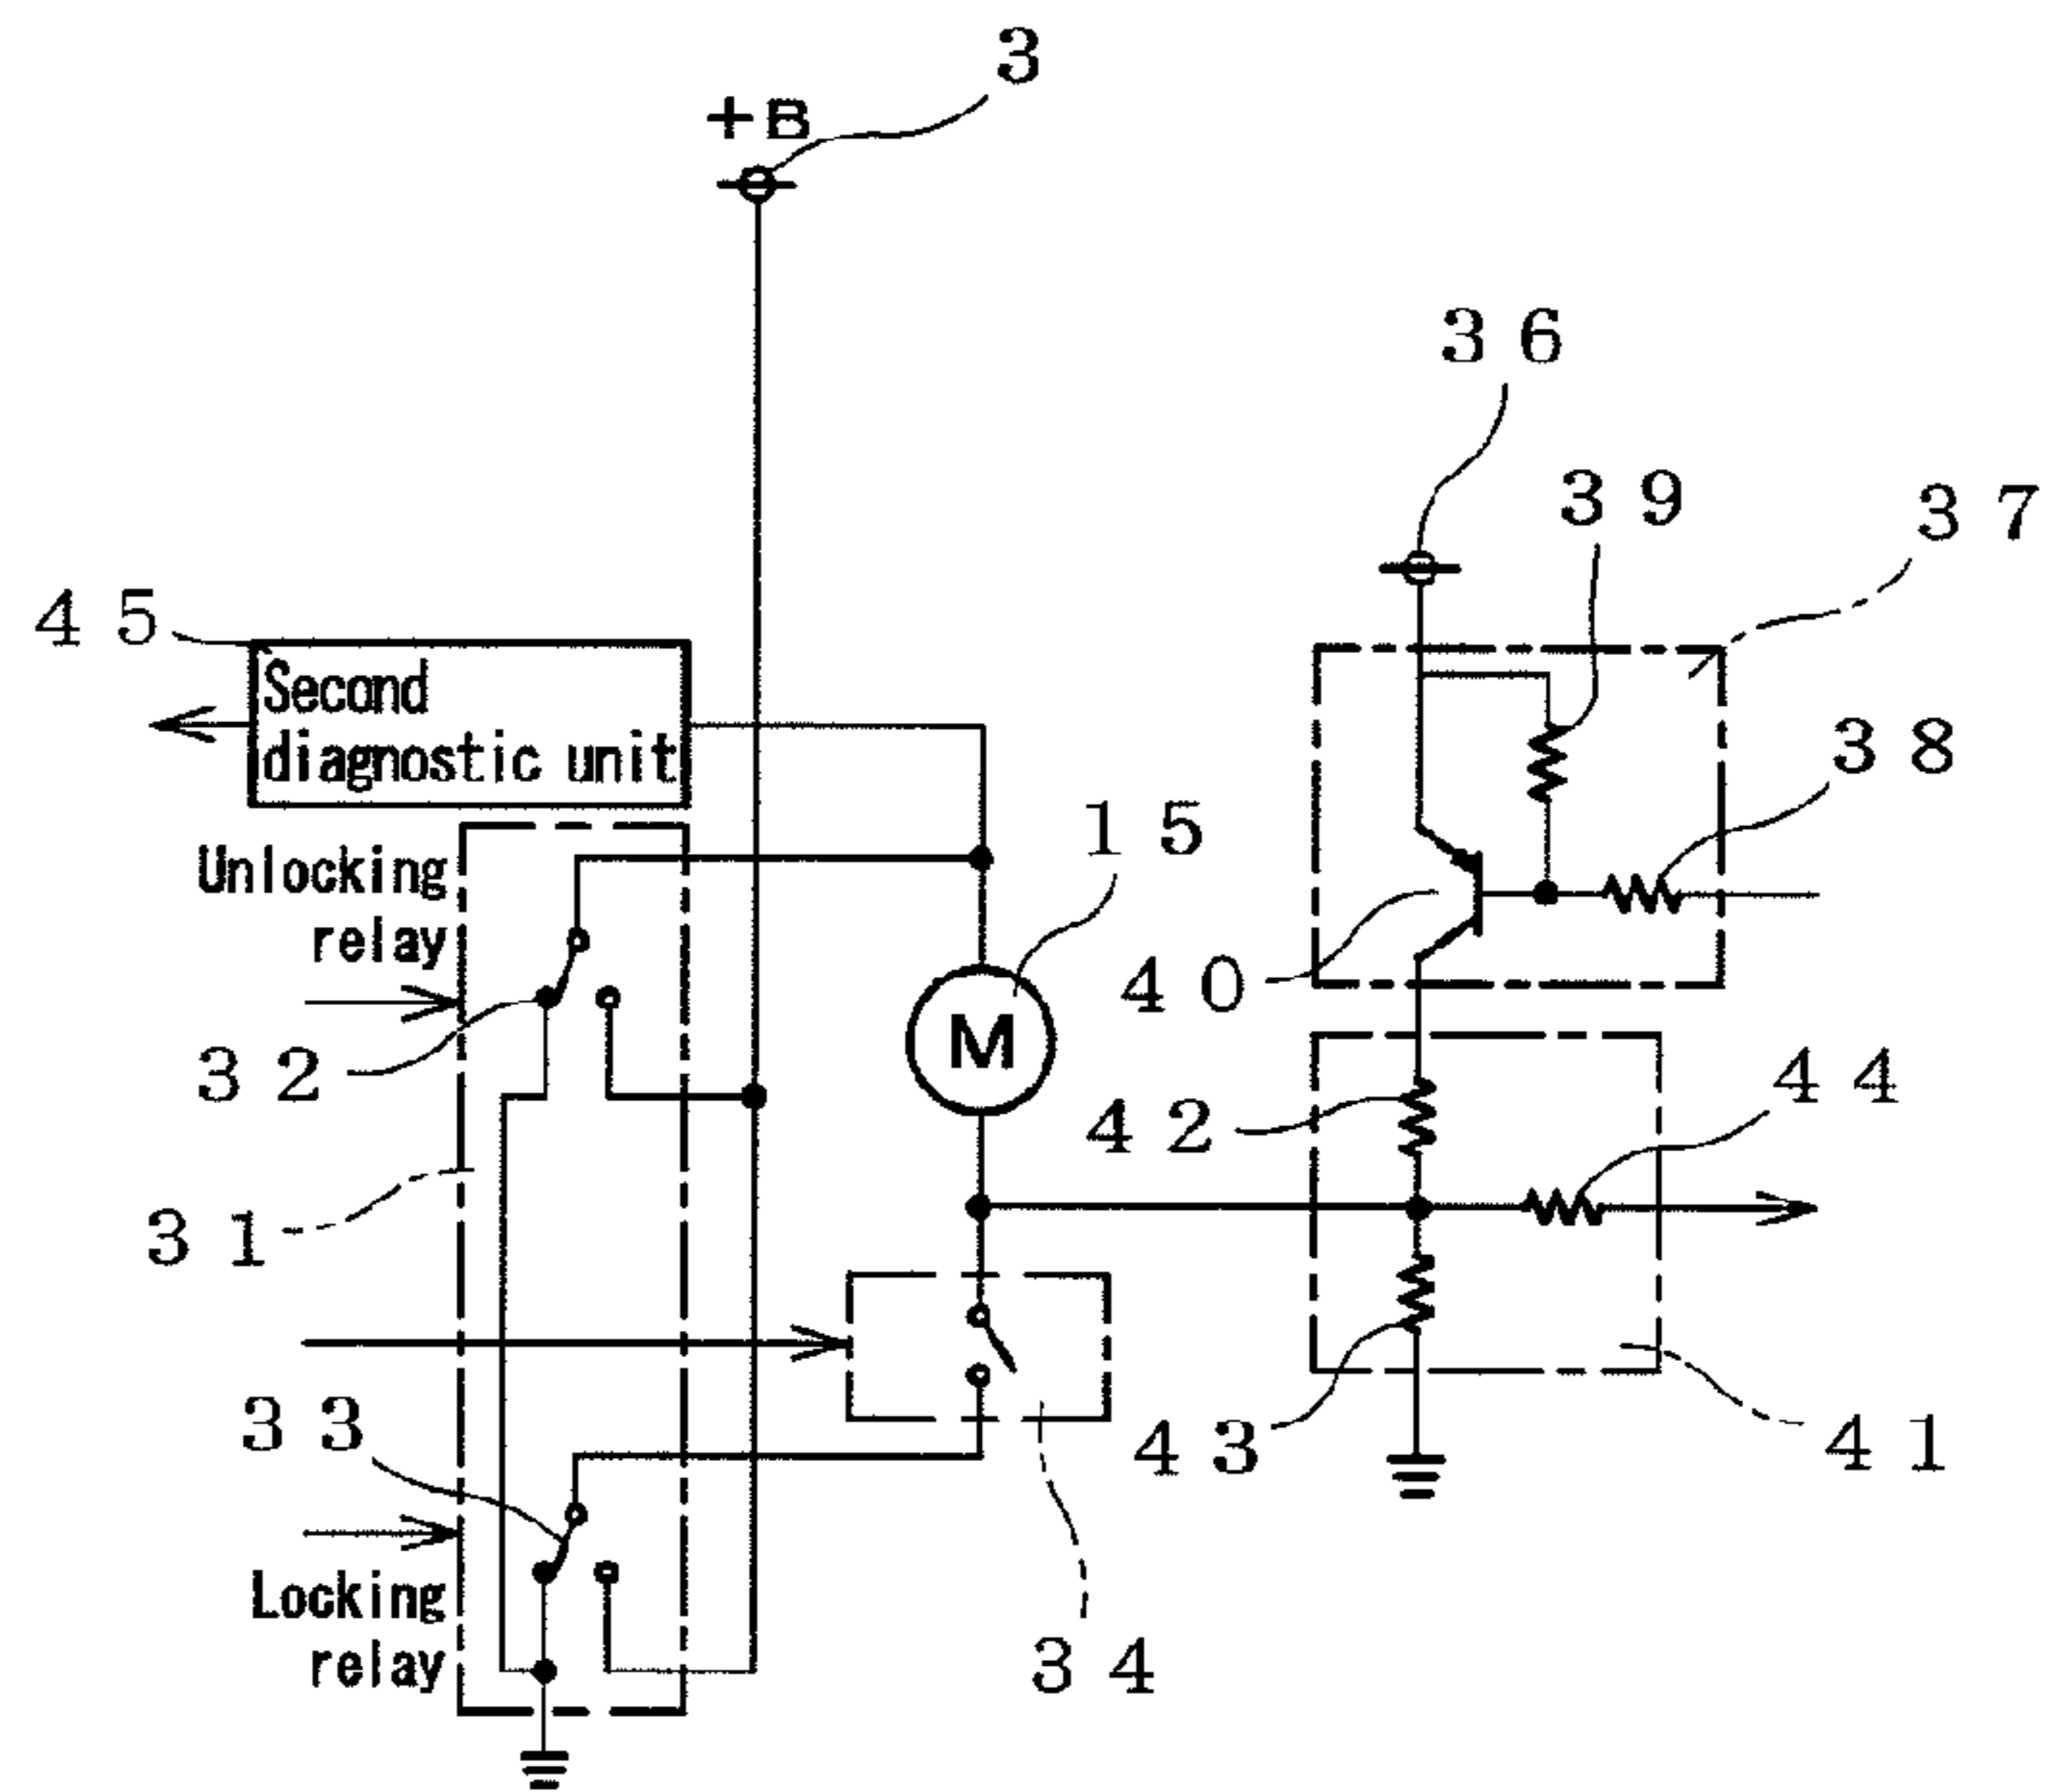 3
+B
36
39
37
45
Second
diagnostic unit
38
15
Unlocking
relay
40
M
32
42
44
31
33
43
41
Locking
relay
34